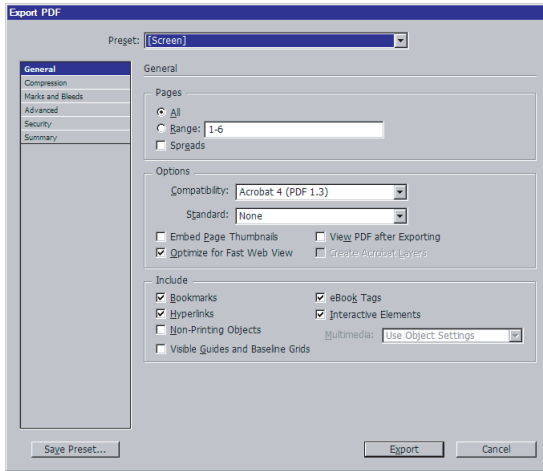 Export PDF
Preset: [Screen]
General
Compression
Marks and Bleeds
Advanced
Security
Summary
General
Pages
All
Range: 1-6
Spreads
Options
Compatibility: Acrobat 4 (PDF 1.3)
Standard: None
Embed Page Thumbnails View PDF after Exporting
Optimize for Fast Web View Create Acrobat Layers
Include
Bookmarks eBook Tags
Hyperlinks Interactive Elements
Non-Printing Objects Multimedia: Use Object Settings
Visible Guides and Baseline Grids
Save Preset... Export Cancel